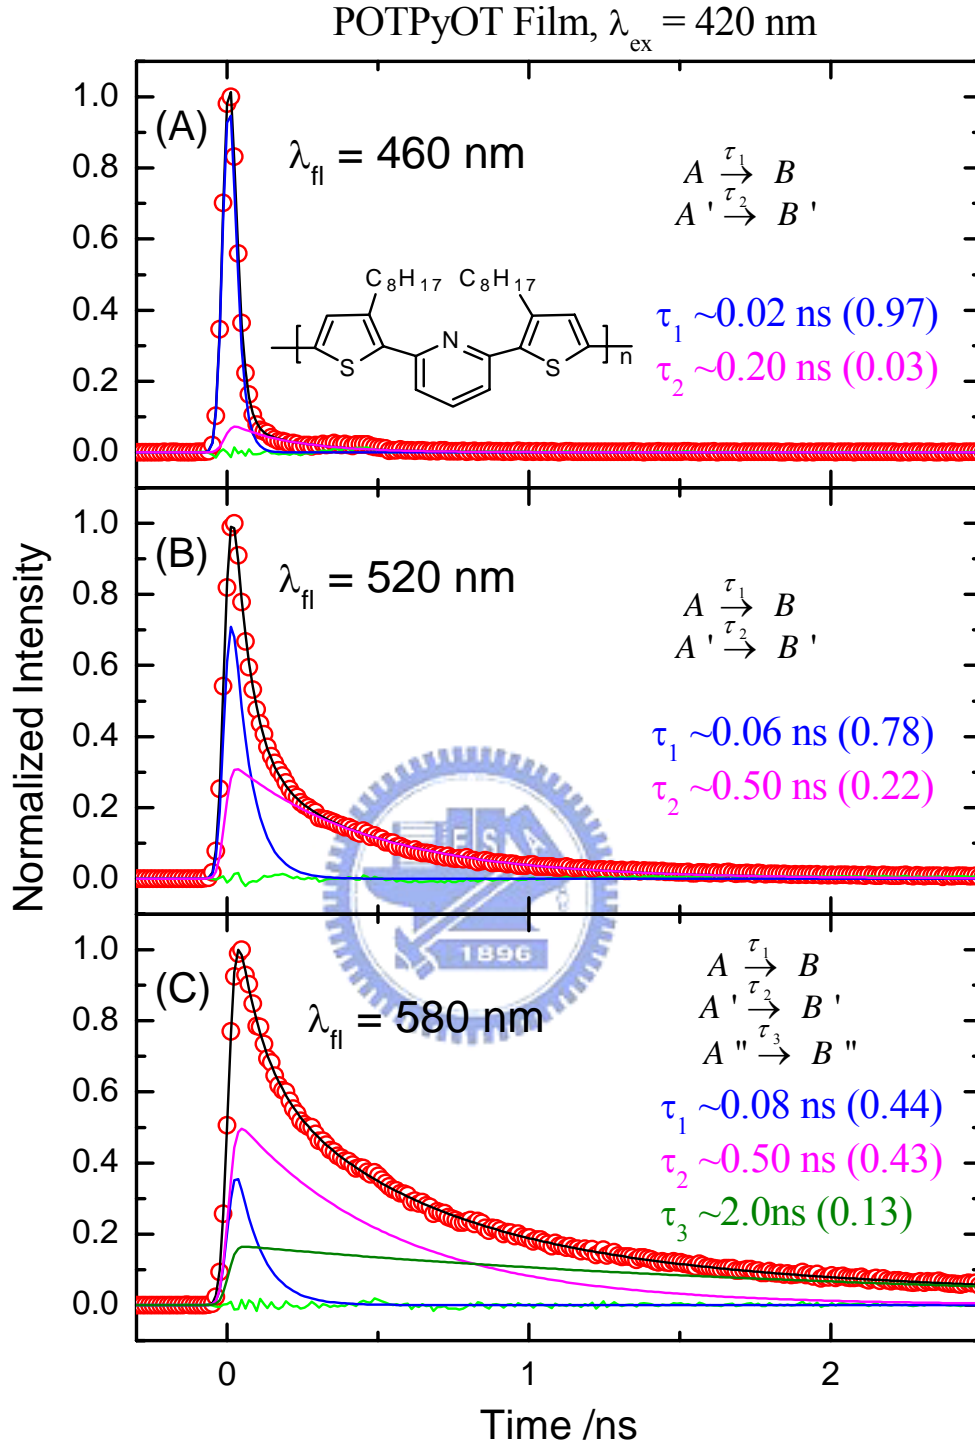 POTPyOT Film, λex = 420 nm
(A)
λfl = 460 nm
A τ1→ B
A ' τ2→ B '
C8H17 C8H17
N
S S
n
τ1 ~0.02 ns (0.97)
τ2 ~0.20 ns (0.03)
1.0
0.8
0.6
0.4
0.2
0.0
(B)
λfl = 520 nm
A τ1→ B
A ' τ2→ B '
τ1 ~0.06 ns (0.78)
τ2 ~0.50 ns (0.22)
1.0
0.8
0.6
0.4
0.2
0.0
Normalized Intensity
E S
1896
(C)
λfl = 580 nm
A τ1→ B
A ' τ2→ B '
A " τ3→ B "
τ1 ~0.08 ns (0.44)
τ2 ~0.50 ns (0.43)
τ3 ~2.0ns (0.13)
1.0
0.8
0.6
0.4
0.2
0.0
0 1 2
Time /ns